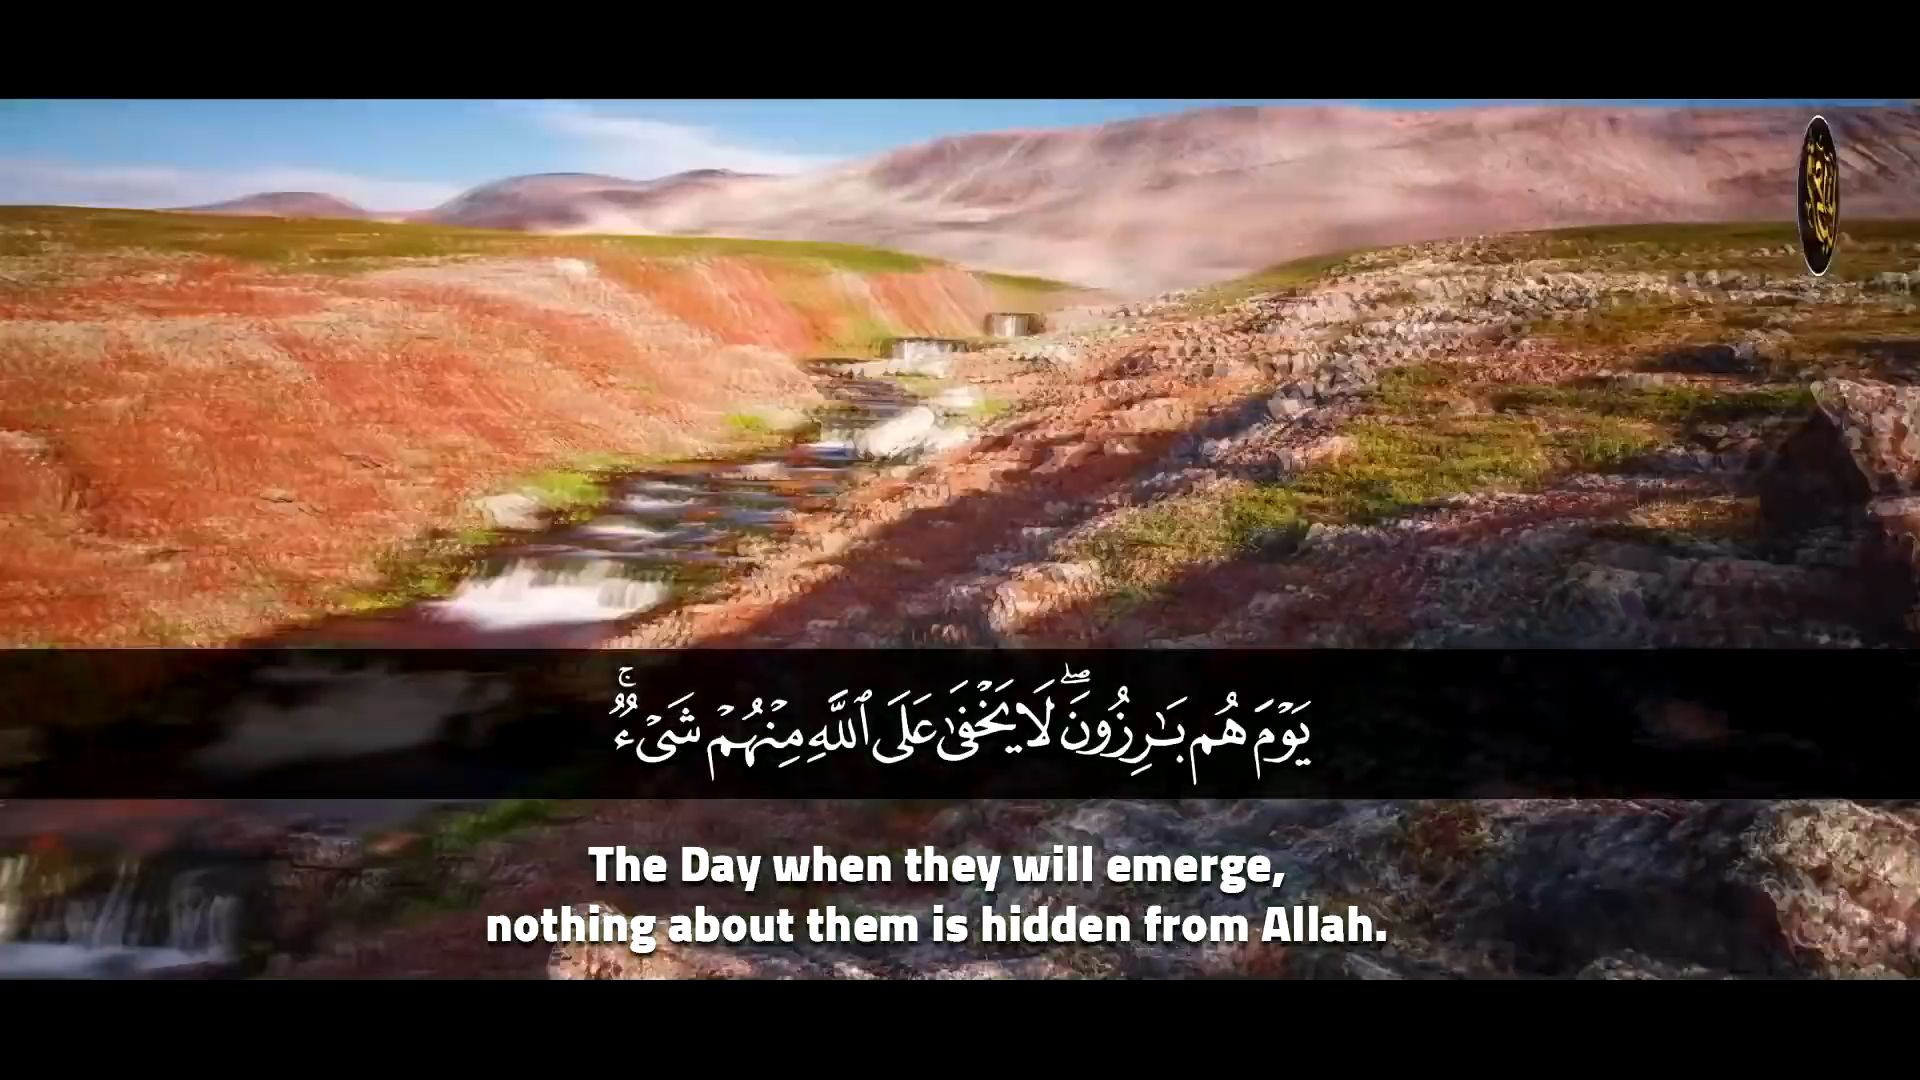 يَوْمَ هُم بَـٰرِزُونَ ۖ لَا يَخْفَىٰ عَلَى ٱللَّهِ مِنْهُمْ شَىْءٌ ۚ
The Day when they will emerge,
nothing about them is hidden from Allah.